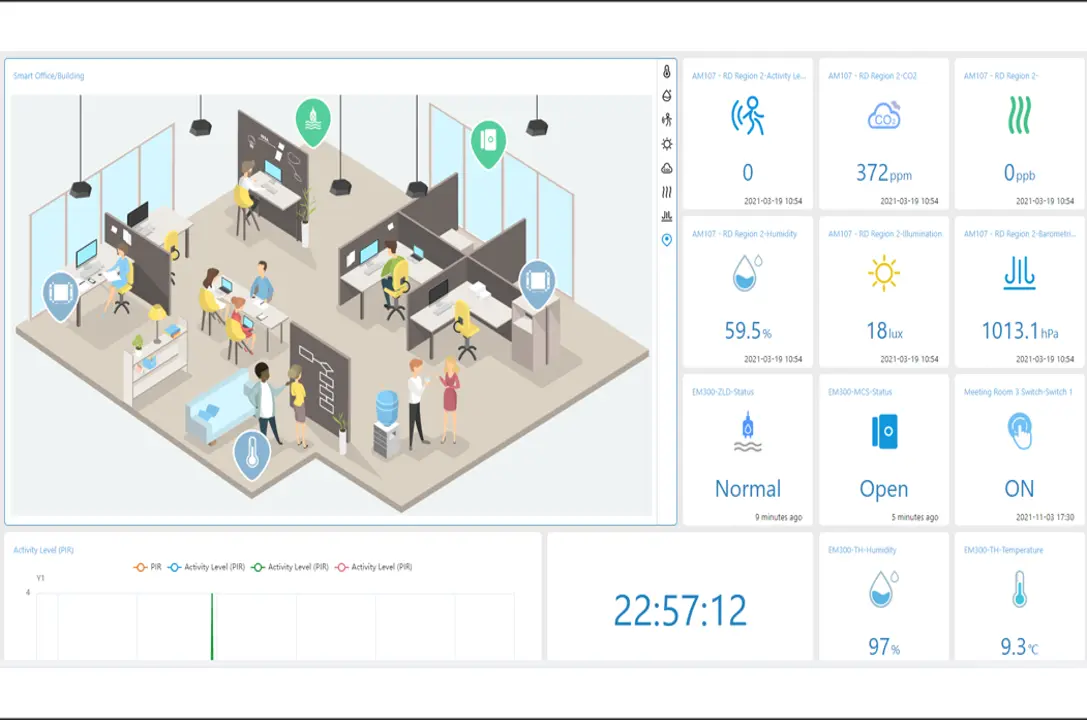 Smart Office/Building
AM107 - RD Region 2-Activity Le...
0
2021-03-19 10:54
AM107 - RD Region 2-CO2
CO₂
372ppm
2021-03-19 10:54
AM107 - RD Region 2-
0ppb
2021-03-19 10:54
AM107 - RD Region 2-Humidity
59.5%
2021-03-19 10:54
AM107 - RD Region 2-Illumination
18lux
2021-03-19 10:54
AM107 - RD Region 2-Barometri...
1013.1hPa
2021-03-19 10:54
EM300-ZLD-Status
Normal
9 minutes ago
EM300-MCS-Status
Open
5 minutes ago
Meeting Room 3 Switch-Switch 1
ON
2021-11-03 17:30
Activity Level (PIR)
PIR Activity Level (PIR) Activity Level (PIR) Activity Level (PIR)
Y1
4
22:57:12
EM300-TH-Humidity
97%
EM300-TH-Temperature
9.3°C